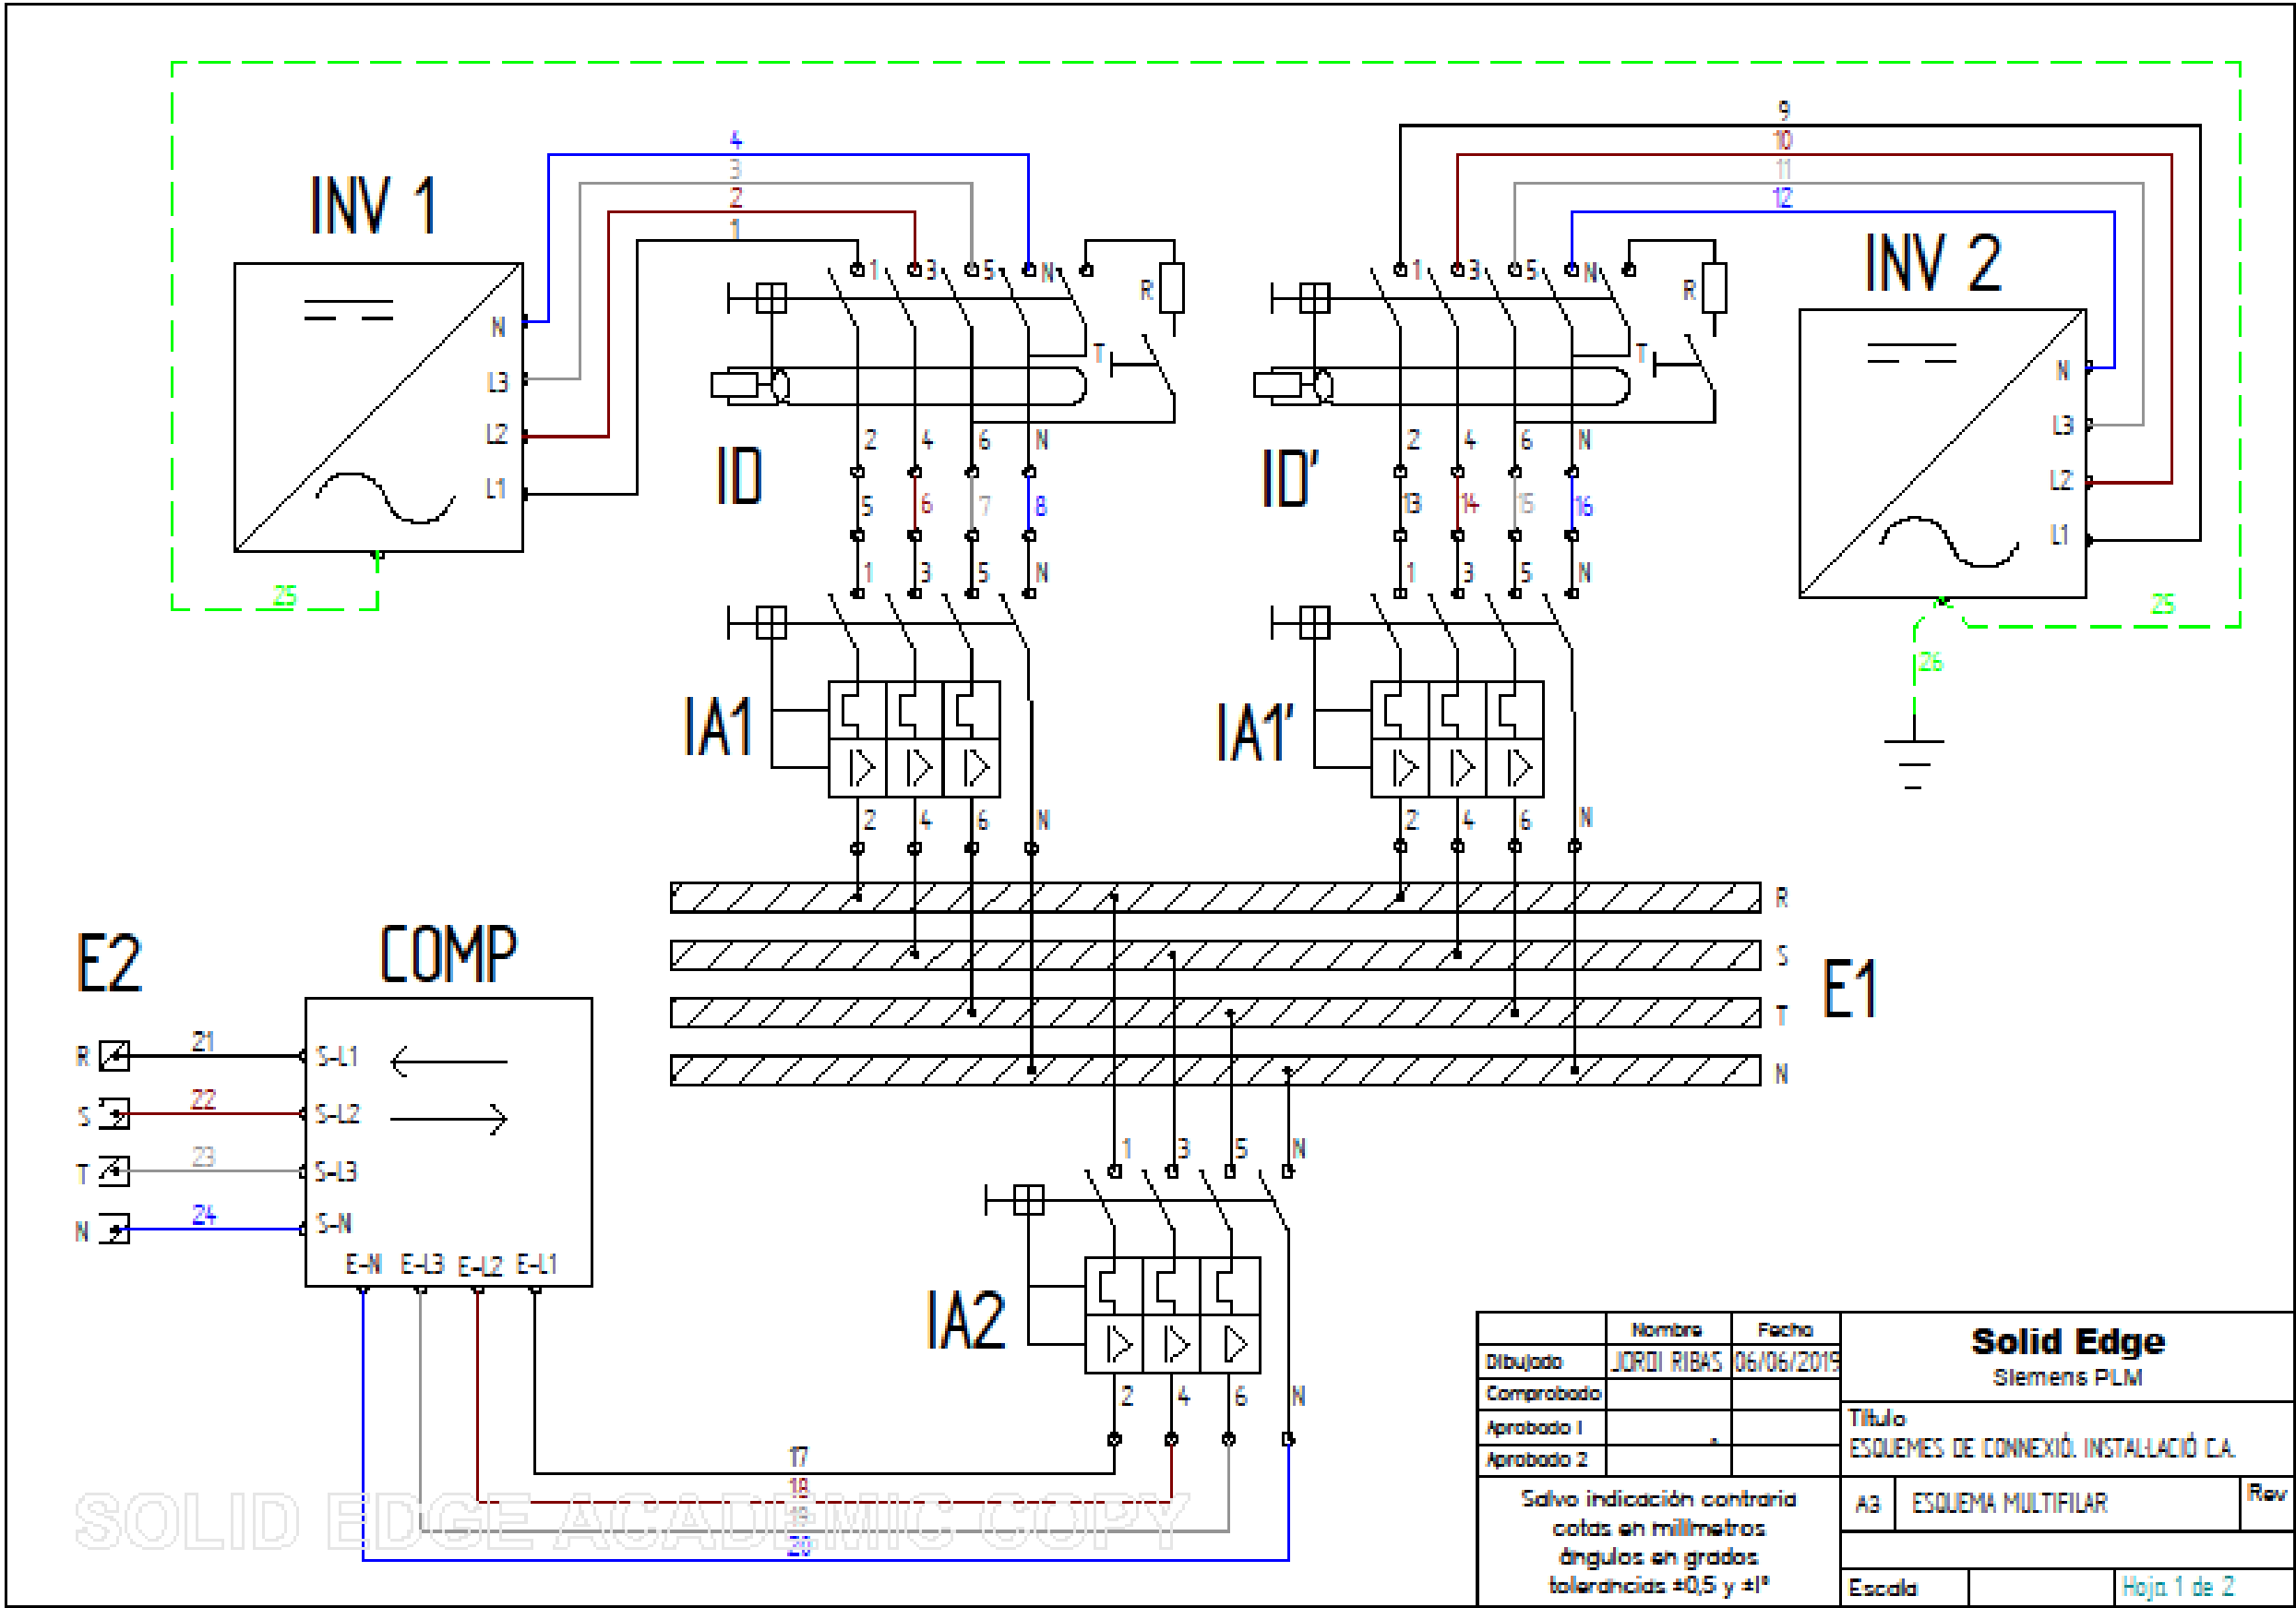 4
3
2
1
9
10
11
12
INV 1
INV 2
1 3 5 N
R
1 3 5 N
R
N
L3
L2
L1
T
T
N
L3
L2
L1
2 4 6 N
2 4 6 N
ID
ID'
5 6 7 8
13 14 15 16
1 3 5 N
1 3 5 N
25
25
26
IA1
IA1'
2 4 6 N
2 4 6 N
R
S
T
N
E1
E2
COMP
R 21 S-L1
S 22 S-L2
T 23 S-L3
N 24 S-N
E-N E-L3 E-L2 E-L1
1 3 5 N
IA2
2 4 6 N
17
18
19
20
SOLID EDGE ACADEMIC COPY
Nombre Fecha
Dibujado JORDI RIBAS 06/06/2019
Comprobado
Aprobado 1
Aprobado 2
Solid Edge
Siemens PLM
Título
ESQUEMES DE CONNEXIÓ. INSTAL·LACIÓ C.A.
Salvo indicación contraria
cotas en milímetros
ángulos en grados
tolerancias ±0,5 y ±1º
A3 ESQUEMA MULTIFILAR Rev
Escala Hoja 1 de 2